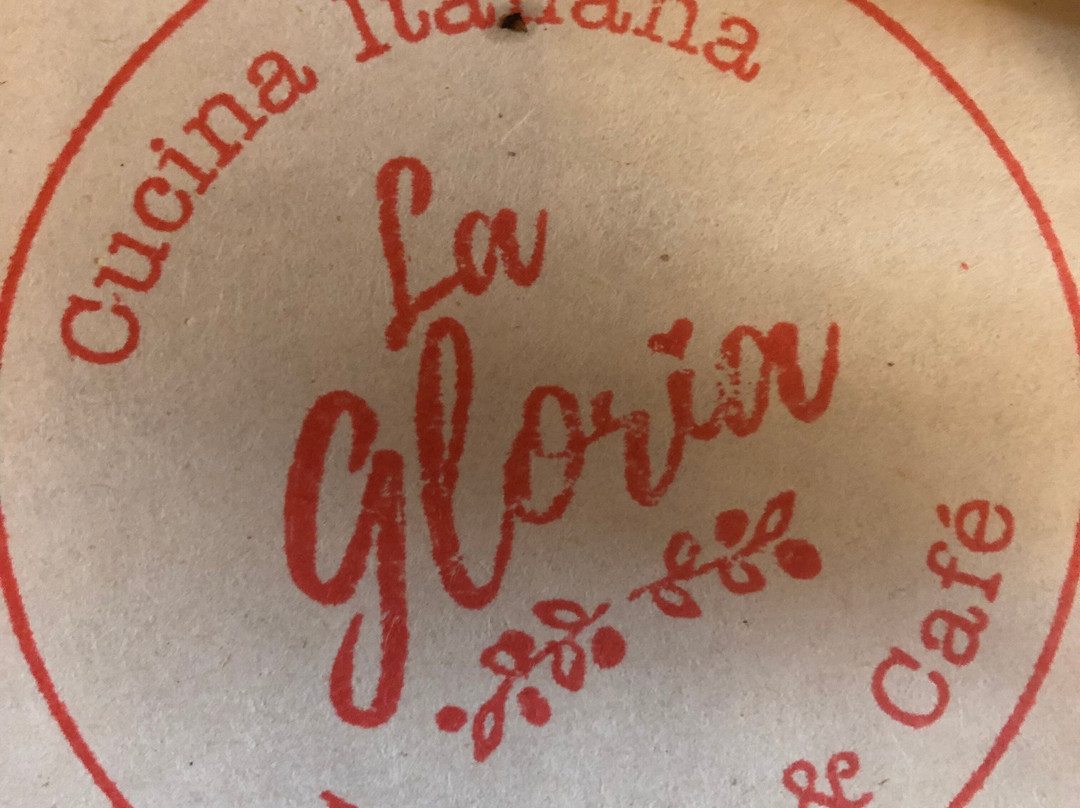 Cucina Italiana
La
gloria
& Café